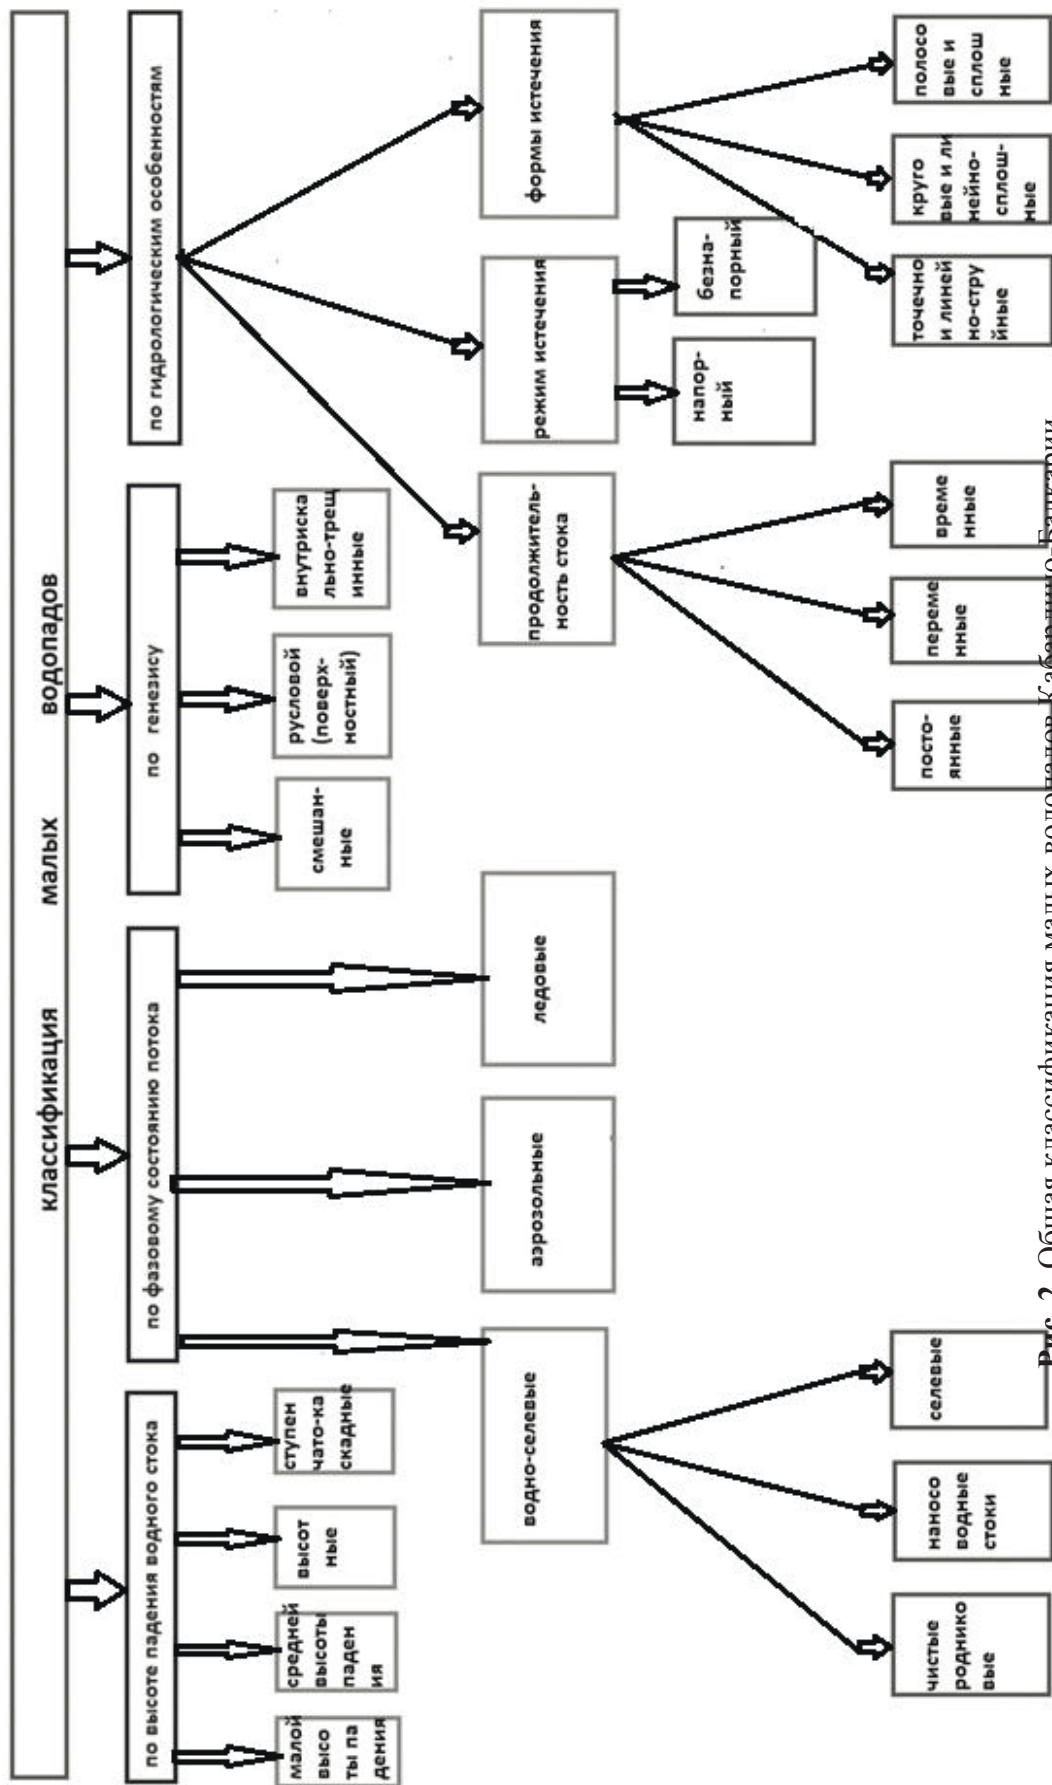 классификация малых водопадов
по высоте падения водного стока
по фазовому состоянию потока
по генезису
по гидрологическим особенностям
малой
высо
ты па
дения
средней
высоты
паден
ия
высот
ные
ступен
чато-ка
скадные
смешан-
ные
русловой
(поверх-
ностный)
внутриска
льно-трещ
инные
водно-селевые
аэрозольные
ледовые
продолжитель-
ность стока
режим истечения
формы истечения
напор-
ный
безна-
порный
чистые
роднико
вые
наносо
водные
стоки
селевые
посто-
янные
переме
нные
време
нные
точечно
и линей
но-стру
йные
круго
вые и ли
нейно-
сплош-
ные
полосо
вые и
сплош
ные
Рис. 2. Общая классификация малых водопадов Кабардино-Балкарии